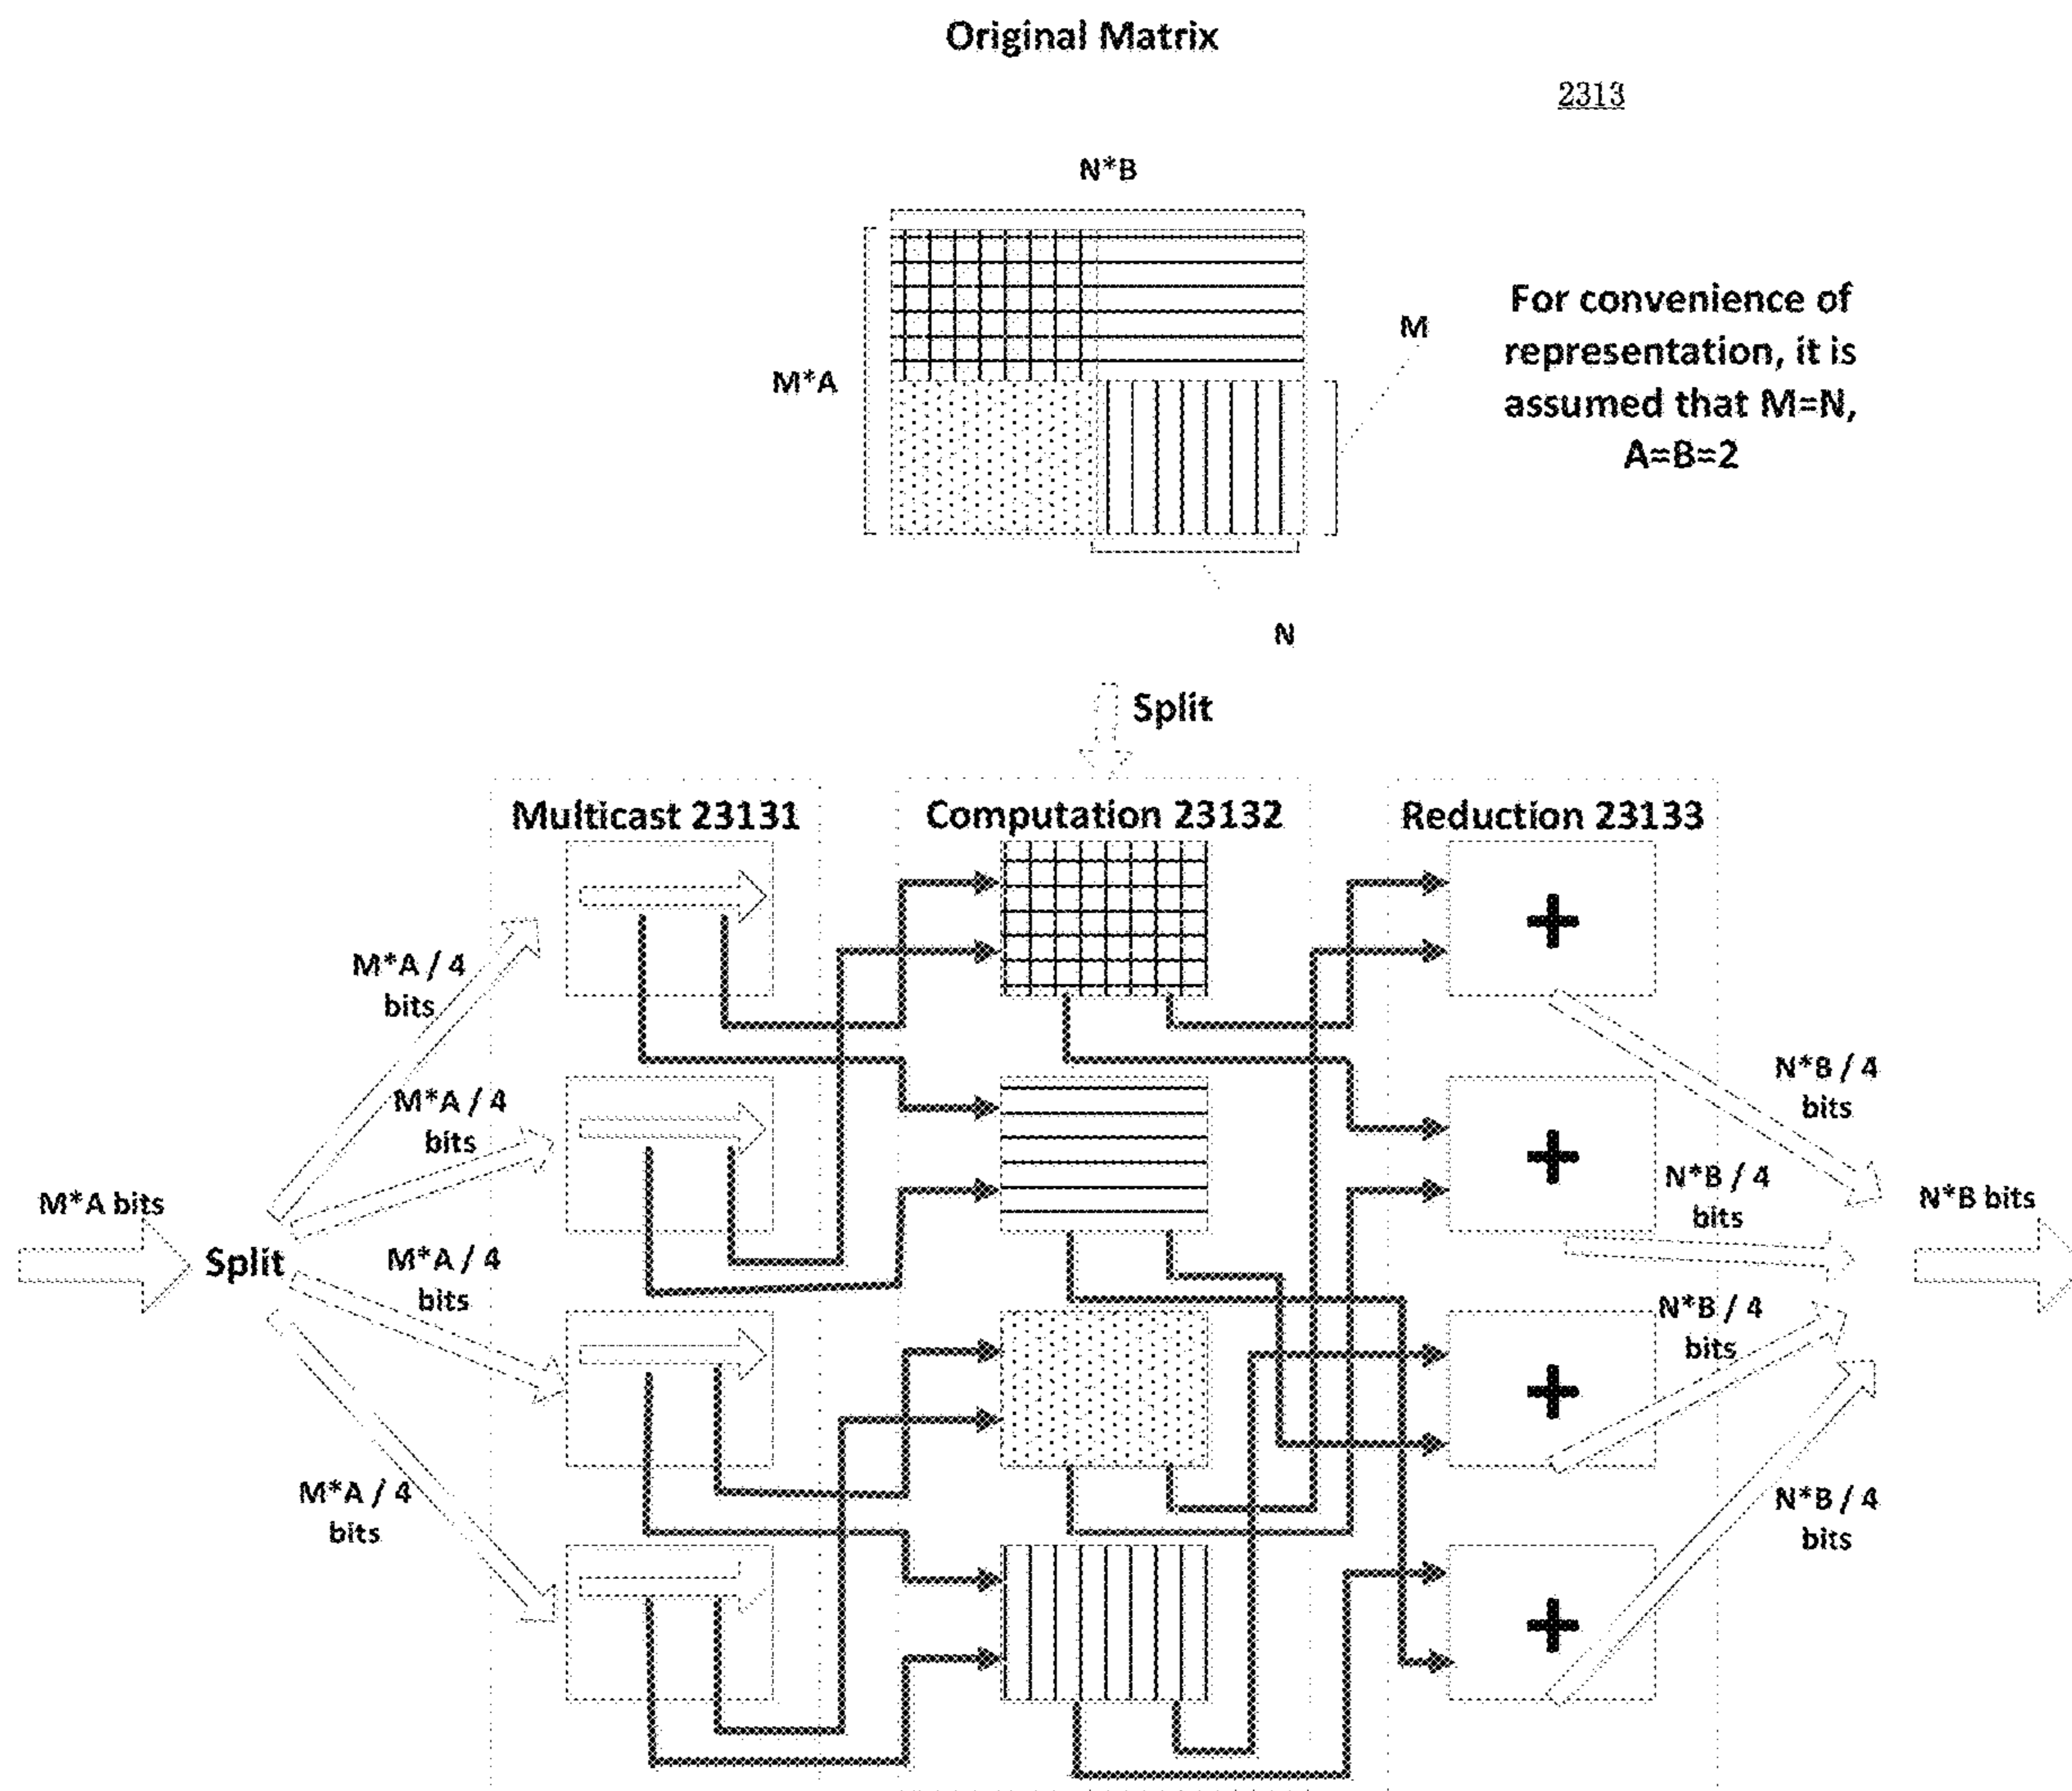 Original Matrix
2313
N*B
M*A
M
For convenience of
representation, it is
assumed that M=N,
A=B=2
N
Split
Multicast 23131
Computation 23132
Reduction 23133
M*A / 4
bits
M*A / 4
bits
M*A bits
Split
M*A / 4
bits
M*A / 4
bits
+
+
+
+
N*B / 4
bits
N*B / 4
bits
N*B bits
N*B / 4
bits
N*B / 4
bits